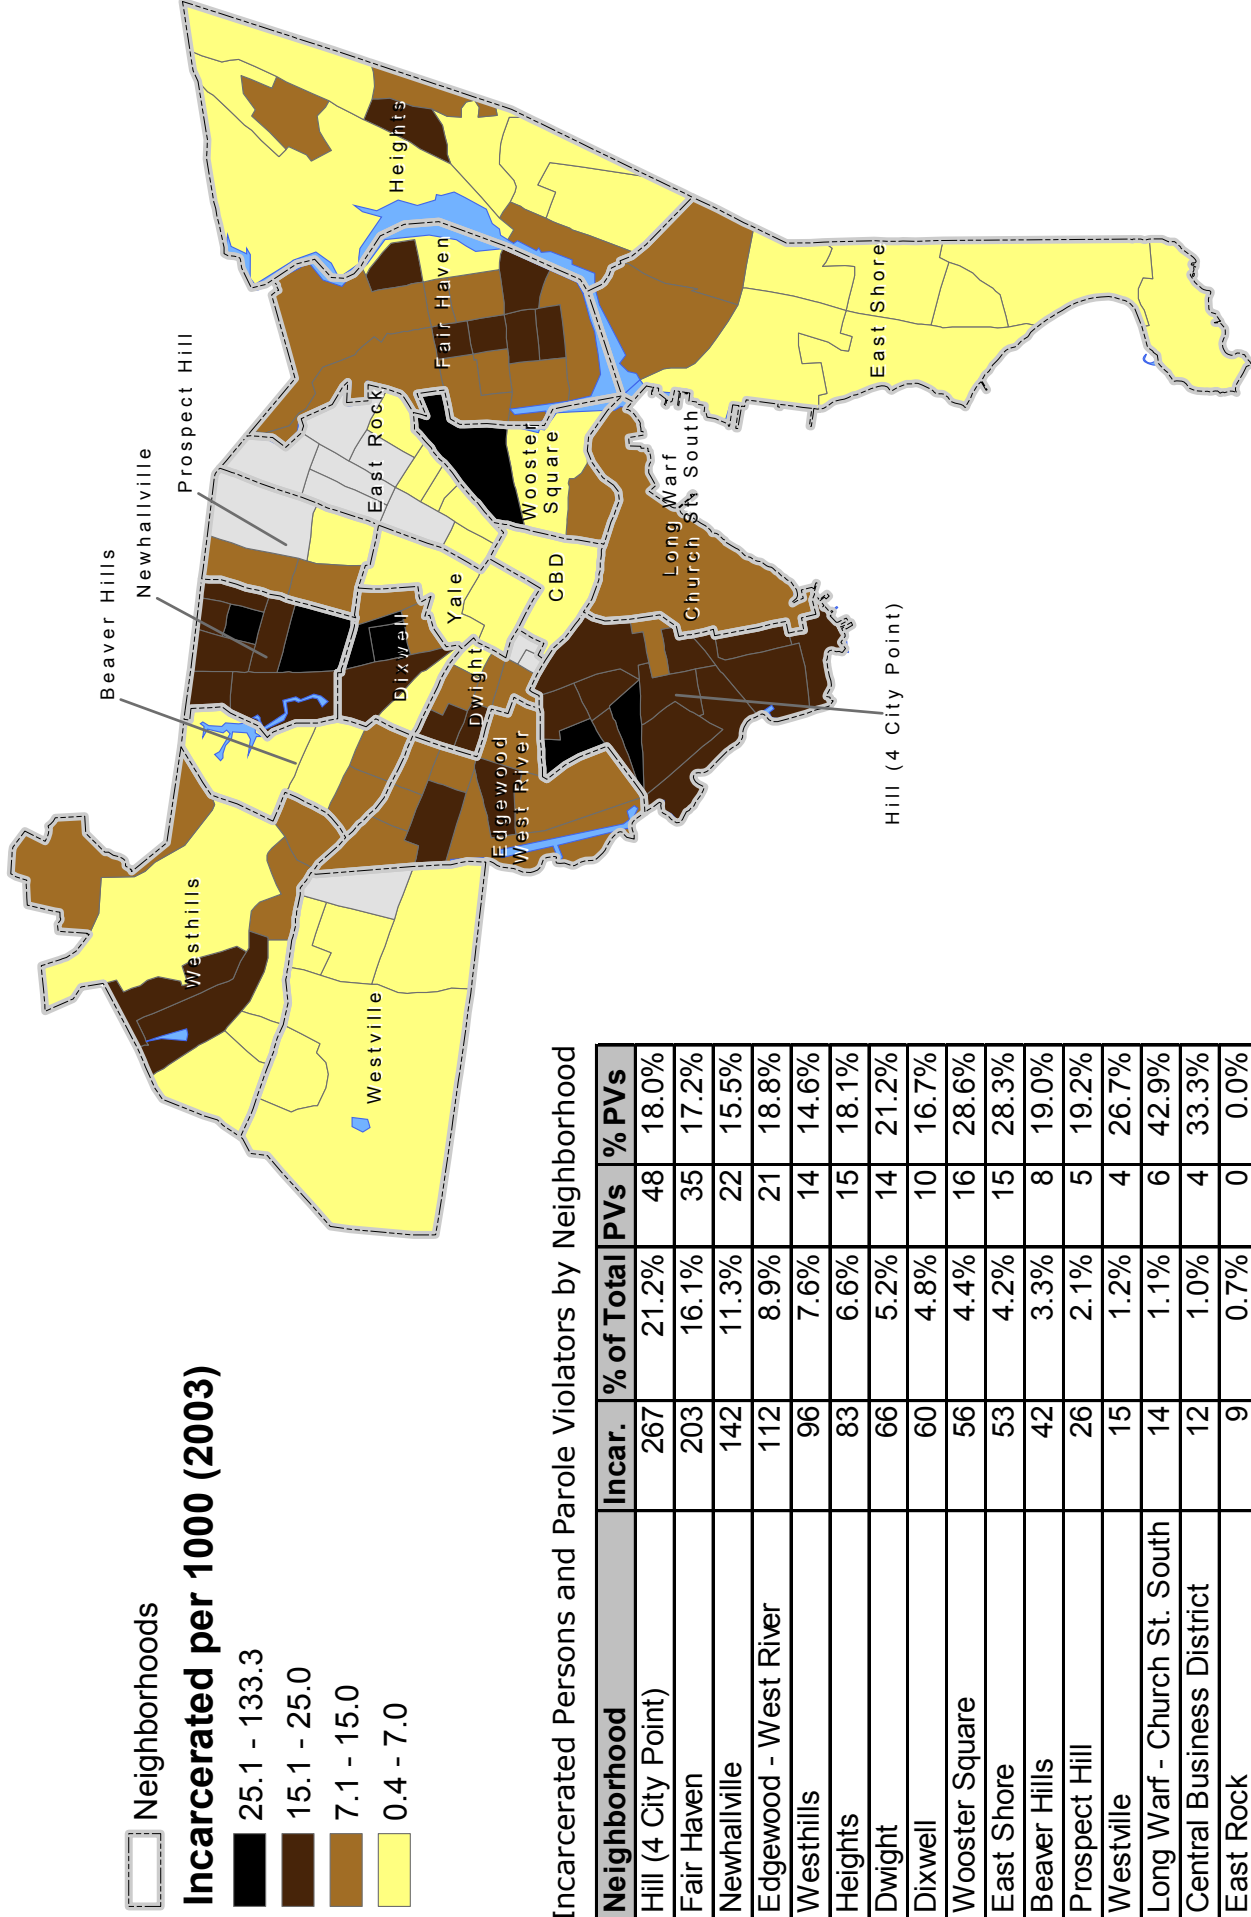 Neighborhoods
Incarcerated per 1000 (2003)
25.1 - 133.3
15.1 - 25.0
7.1 - 15.0
0.4 - 7.0
Beaver Hills
Newhallville
Prospect Hill
Heights
Fair Haven
East Rock
Wooster
Square
Yale
CBD
Dixwell
Dwight
Edgewood
West River
Westhills
Westville
Long Warf
Church St. South
East Shore
Hill (4 City Point)
Incarcerated Persons and Parole Violators by Neighborhood
Neighborhood Incar. % of Total PVs % PVs
Hill (4 City Point) 267 21.2% 48 18.0%
Fair Haven 203 16.1% 35 17.2%
Newhallville 142 11.3% 22 15.5%
Edgewood - West River 112 8.9% 21 18.8%
Westhills 96 7.6% 14 14.6%
Heights 83 6.6% 15 18.1%
Dwight 66 5.2% 14 21.2%
Dixwell 60 4.8% 10 16.7%
Wooster Square 56 4.4% 16 28.6%
East Shore 53 4.2% 15 28.3%
Beaver Hills 42 3.3% 8 19.0%
Prospect Hill 26 2.1% 5 19.2%
Westville 15 1.2% 4 26.7%
Long Warf - Church St. South 14 1.1% 6 42.9%
Central Business District 12 1.0% 4 33.3%
East Rock 9 0.7% 0 0.0%